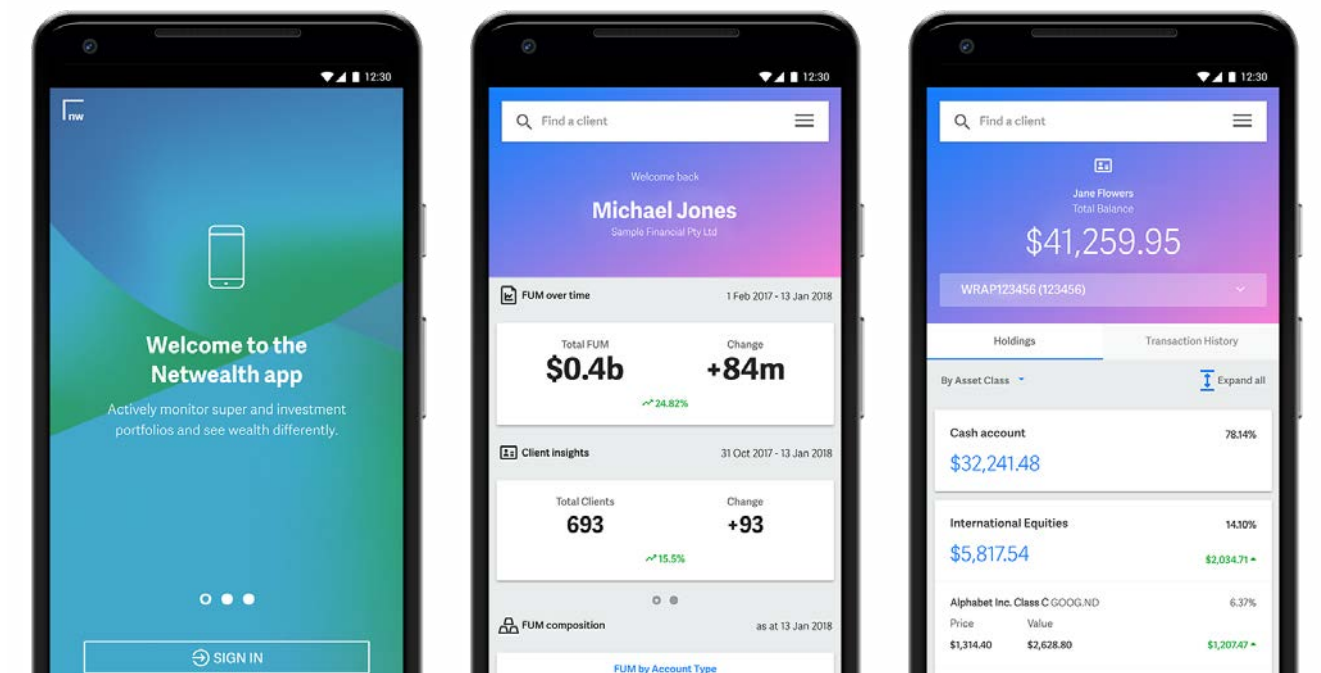 12:30
nw
Welcome to the
Netwealth app
Actively monitor super and investment
portfolios and see wealth differently.
SIGN IN
12:30
Find a client
Welcome back
Michael Jones
Sample Financial Pty Ltd
FUM over time 1 Feb 2017 - 13 Jan 2018
Total FUM Change
$0.4b +84m
24.82%
Client insights 31 Oct 2017 - 13 Jan 2018
Total Clients Change
693 +93
15.5%
FUM composition as at 13 Jan 2018
FUM by Account Type
12:30
Find a client
Jane Flowers
Total Balance
$41,259.95
WRAP123456 (123456)
Holdings Transaction History
By Asset Class Expand all
Cash account 78.14%
$32,241.48
International Equities 14.10%
$5,817.54 $2,034.71
Alphabet Inc. Class C GOOG.ND 6.37%
Price Value
$1,314.40 $2,628.80 $1,207.47